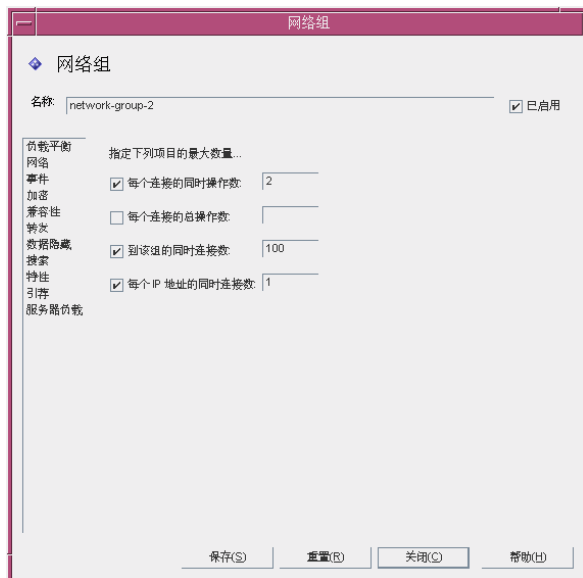 网络组
网络组
名称: network-group-2 已启用
负载平衡
网络
事件
加密
兼容性
转发
数据隐藏
搜索
特性
引荐
服务器负载
指定下列项目的最大数量...
每个连接的同时操作数: 2
每个连接的总操作数:
到该组的同时连接数: 100
每个 IP 地址的同时连接数: 1
保存(S) 重置(R) 关闭(C) 帮助(H)